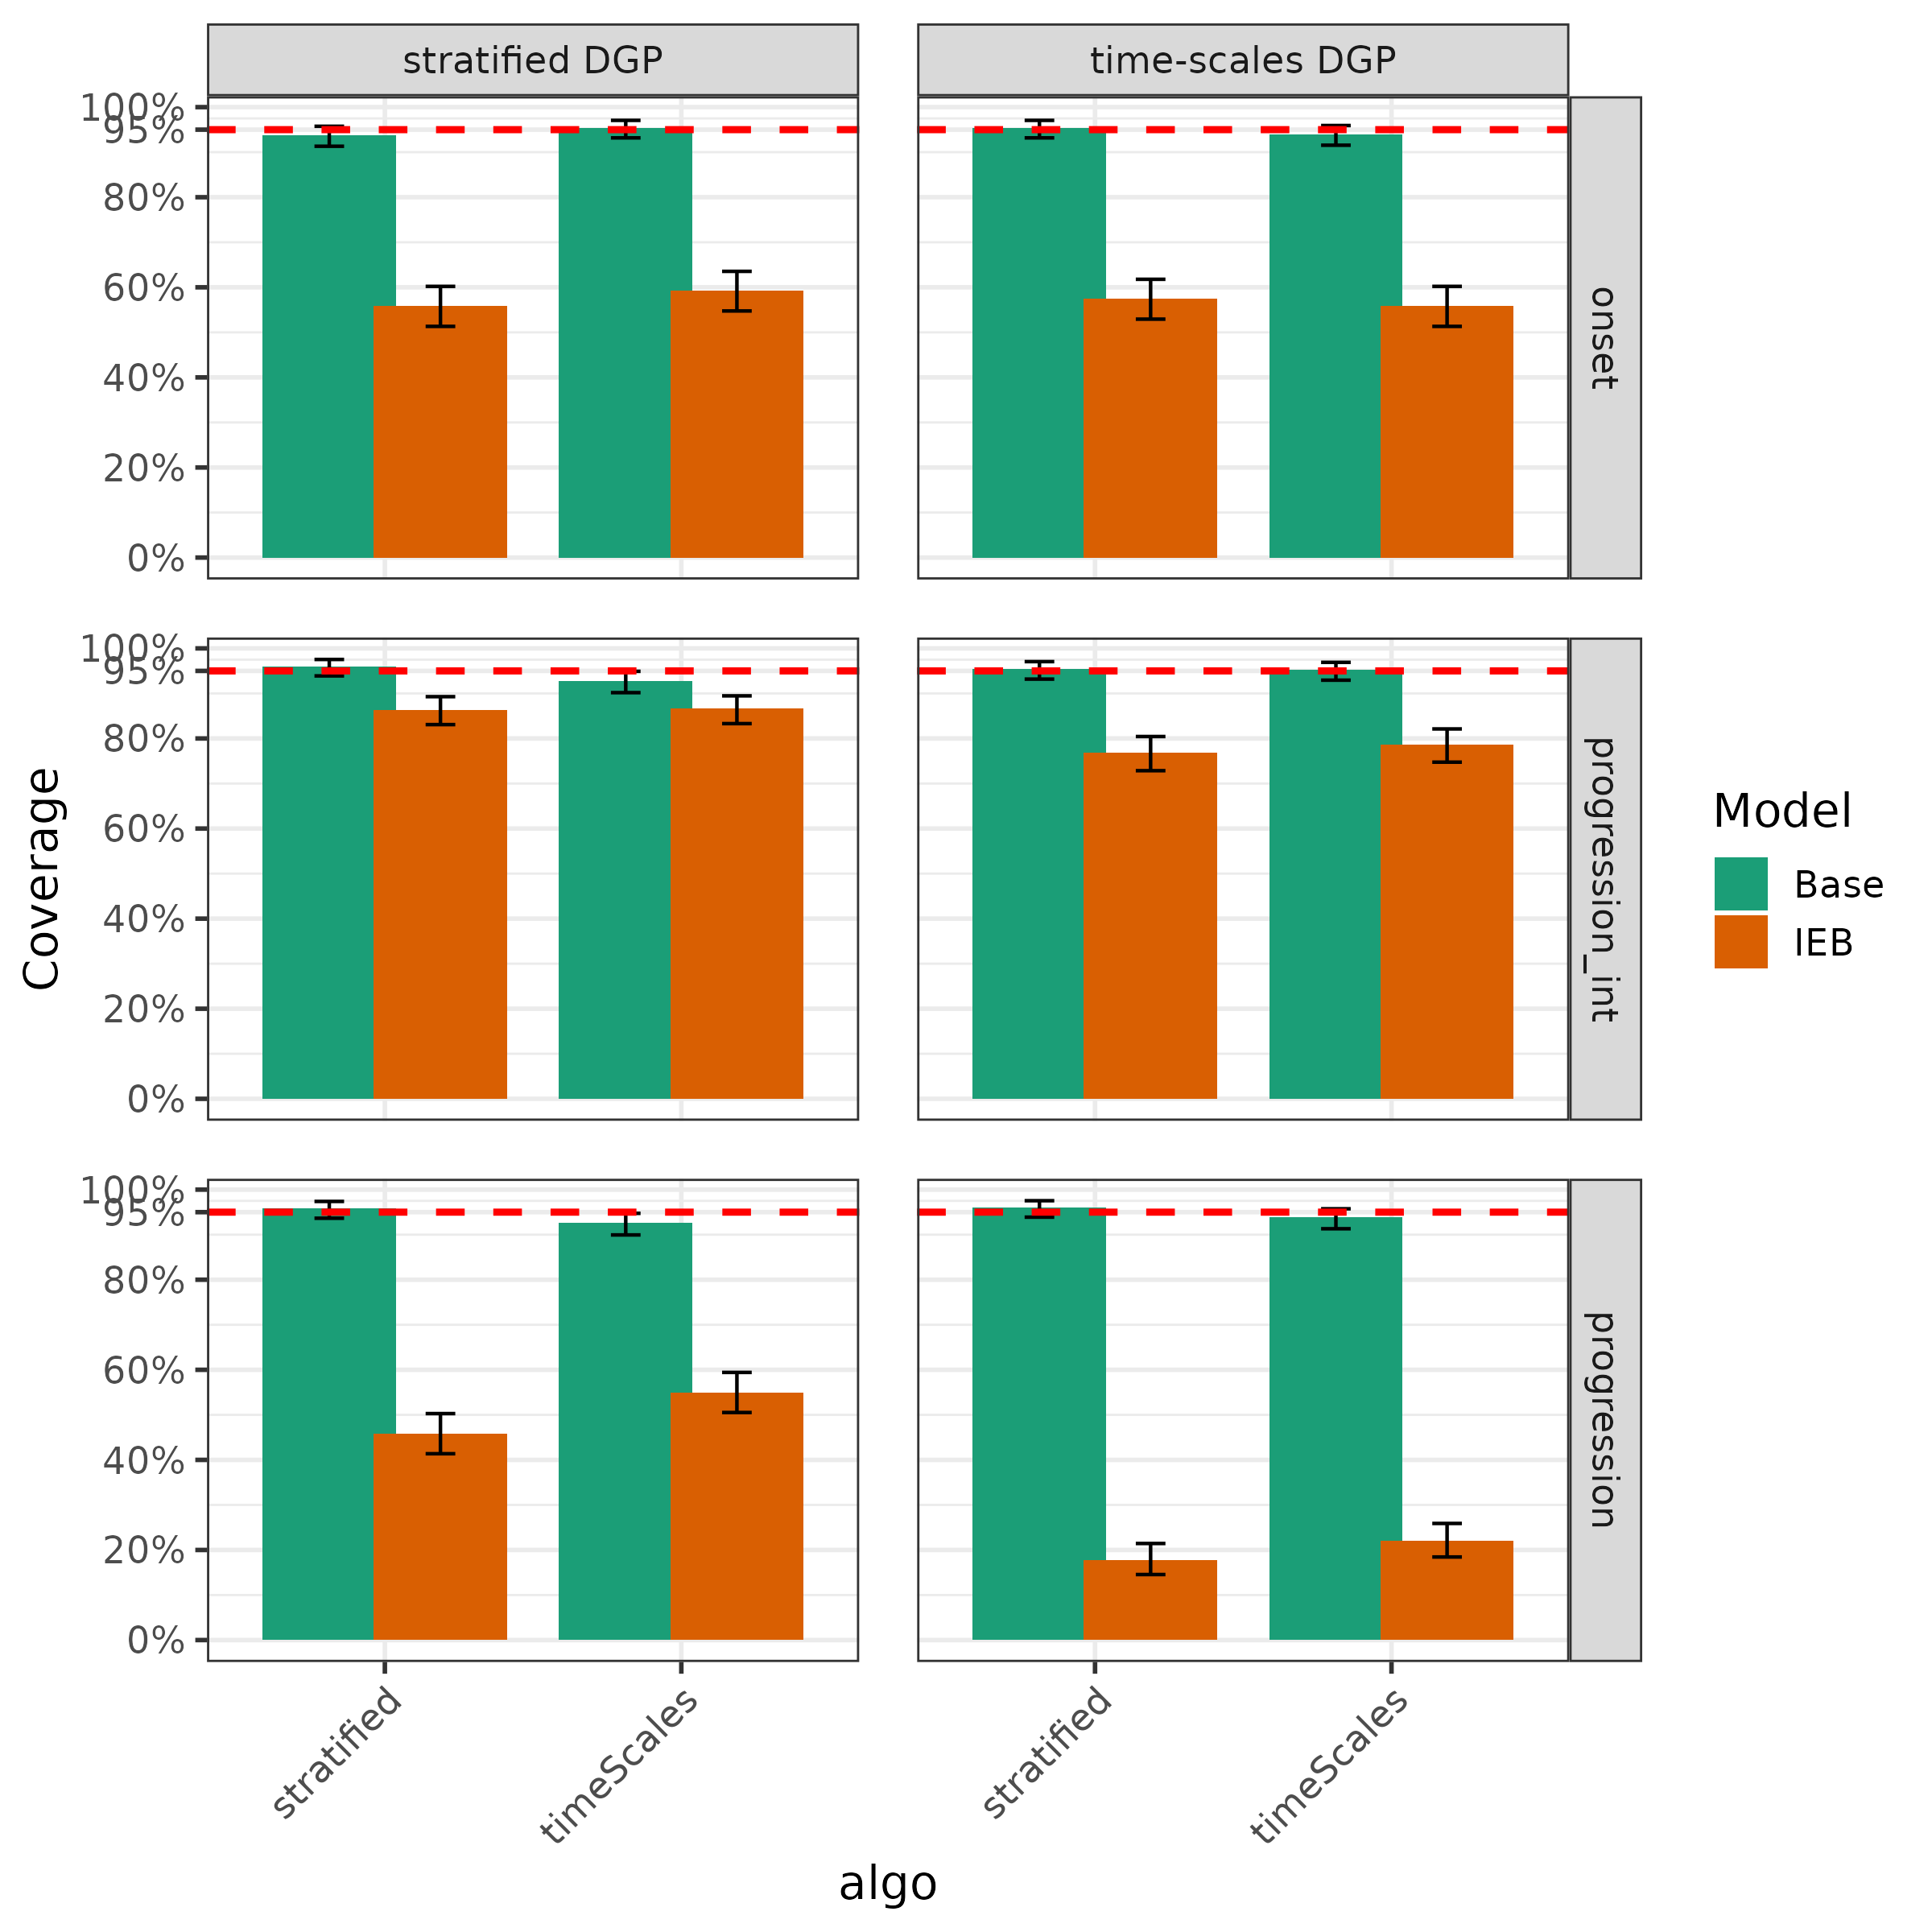 stratified DGP
time-scales DGP
100%
95%
80%
60%
40%
20%
0%
onset
100%
95%
80%
60%
40%
20%
0%
progression_int
100%
95%
80%
60%
40%
20%
0%
progression
Coverage
stratified
timeScales
stratified
timeScales
algo
Model
Base
IEB